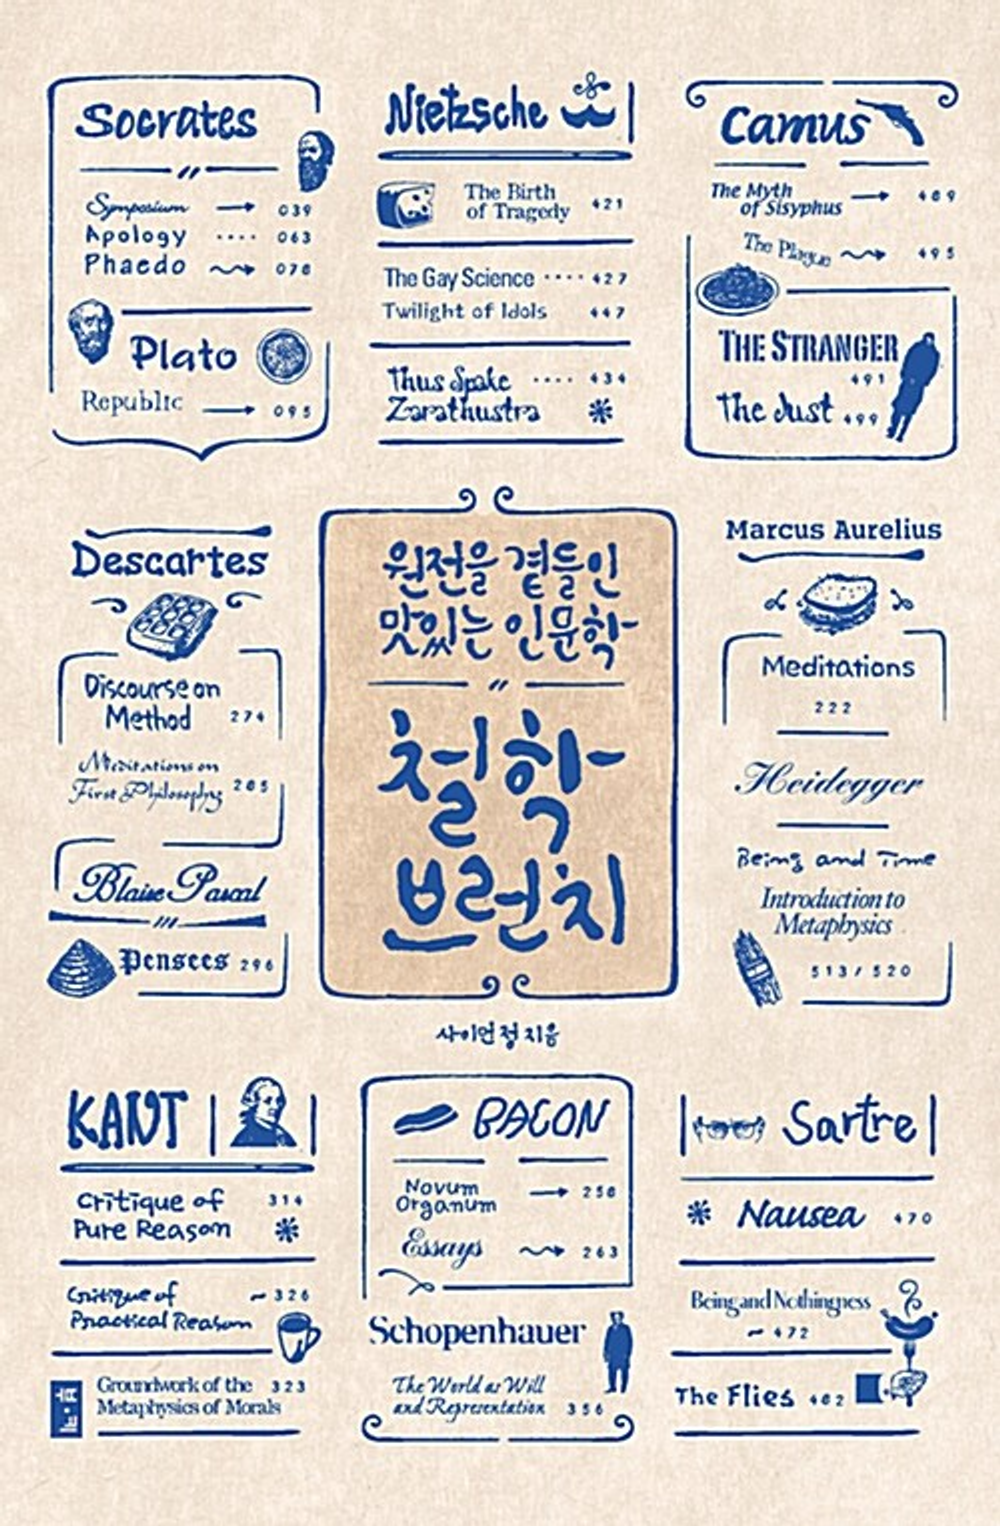 Socrates
Symposium 039
Apology .... 063
Phaedo 078
Plato
Republic 095
Nietzsche
The Birth
of Tragedy 421
The Gay Science .... 427
Twilight of Idols 447
Thus Spake .... 434
Zarathustra
Camus
The Myth
of Sisyphus 489
The Plague 495
THE STRANGER
491
The Just 499
Descartes
Discourse on
Method 274
Meditations on
First Philosophy 285
Blaise Pascal
Pensees 296
원전을 곁들인
맛있는 인문학
철학
브런치
사이먼 정 지음
Marcus Aurelius
Meditations
222
Heidegger
Being and Time
Introduction to
Metaphysics
513 / 520
KANT
Critique of 314
Pure Reason
Critique of ~ 326
Practical Reason
Groundwork of the 323
Metaphysics of Morals
BACON
Novum
Organum 258
Essays 263
Schopenhauer
The World as Will
and Representation 356
Sartre
Nausea 470
Being and Nothingness
~ 472
The Flies 482